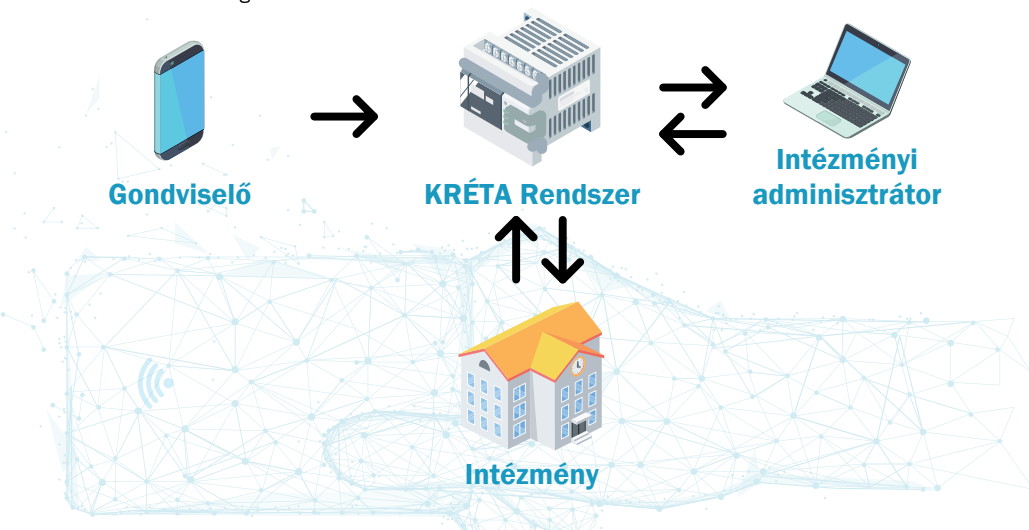 g
Gondviselő
KRÉTA Rendszer
Intézményi
adminisztrátor
Intézmény